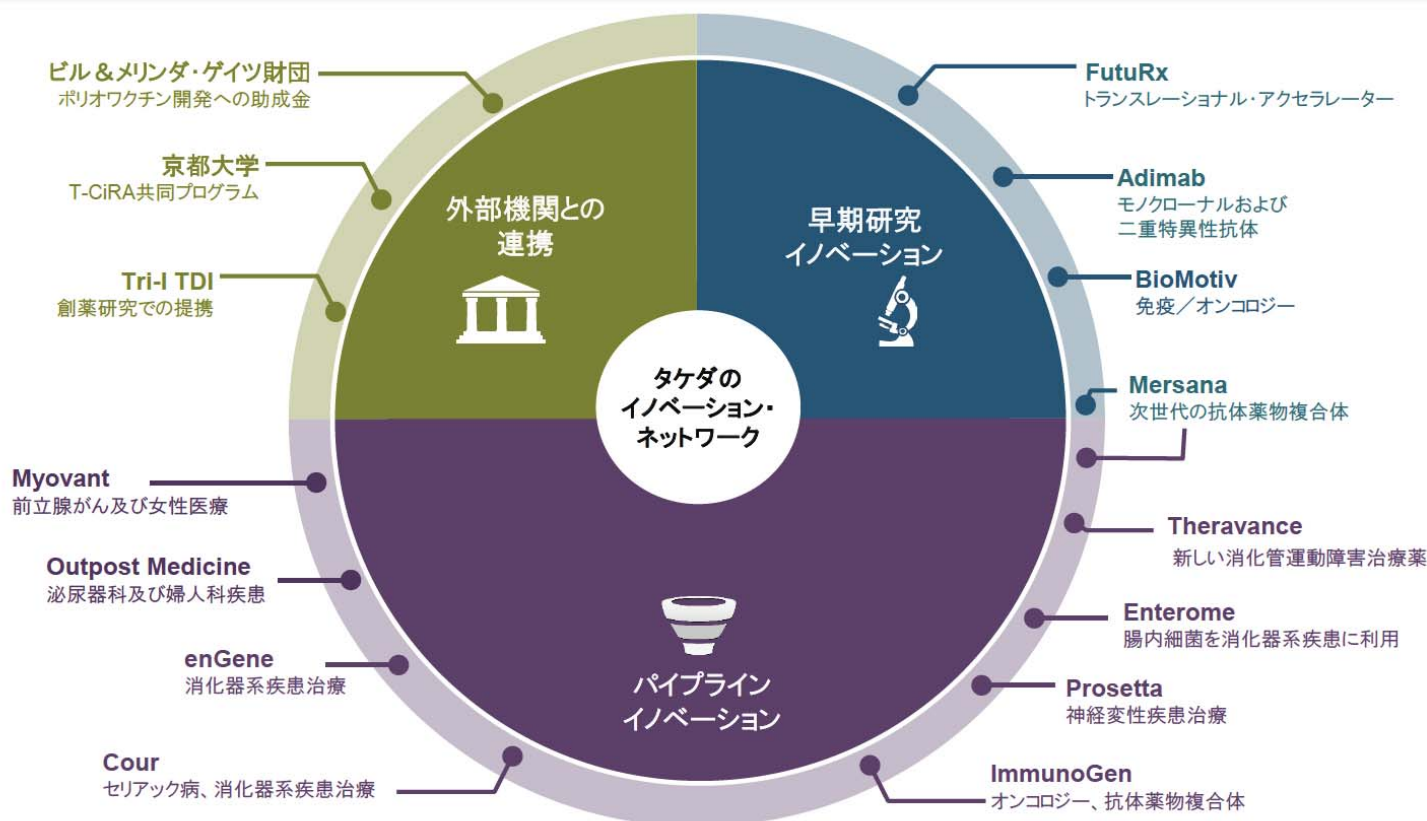 ビル＆メリンダ・ゲイツ財団
ポリオワクチン開発への助成金
京都大学
T-CiRA共同プログラム
Tri-I TDI
創薬研究での提携
外部機関との
連携
早期研究
イノベーション
FutuRx
トランスレーショナル・アクセラレーター
Adimab
モノクローナルおよび
二重特異性抗体
BioMotiv
免疫／オンコロジー
Mersana
次世代の抗体薬物複合体
タケダの
イノベーション・
ネットワーク
Myovant
前立腺がん及び女性医療
Outpost Medicine
泌尿器科及び婦人科疾患
enGene
消化器系疾患治療
Cour
セリアック病、消化器系疾患治療
パイプライン
イノベーション
Theravance
新しい消化管運動障害治療薬
Enterome
腸内細菌を消化器系疾患に利用
Prosetta
神経変性疾患治療
ImmunoGen
オンコロジー、抗体薬物複合体